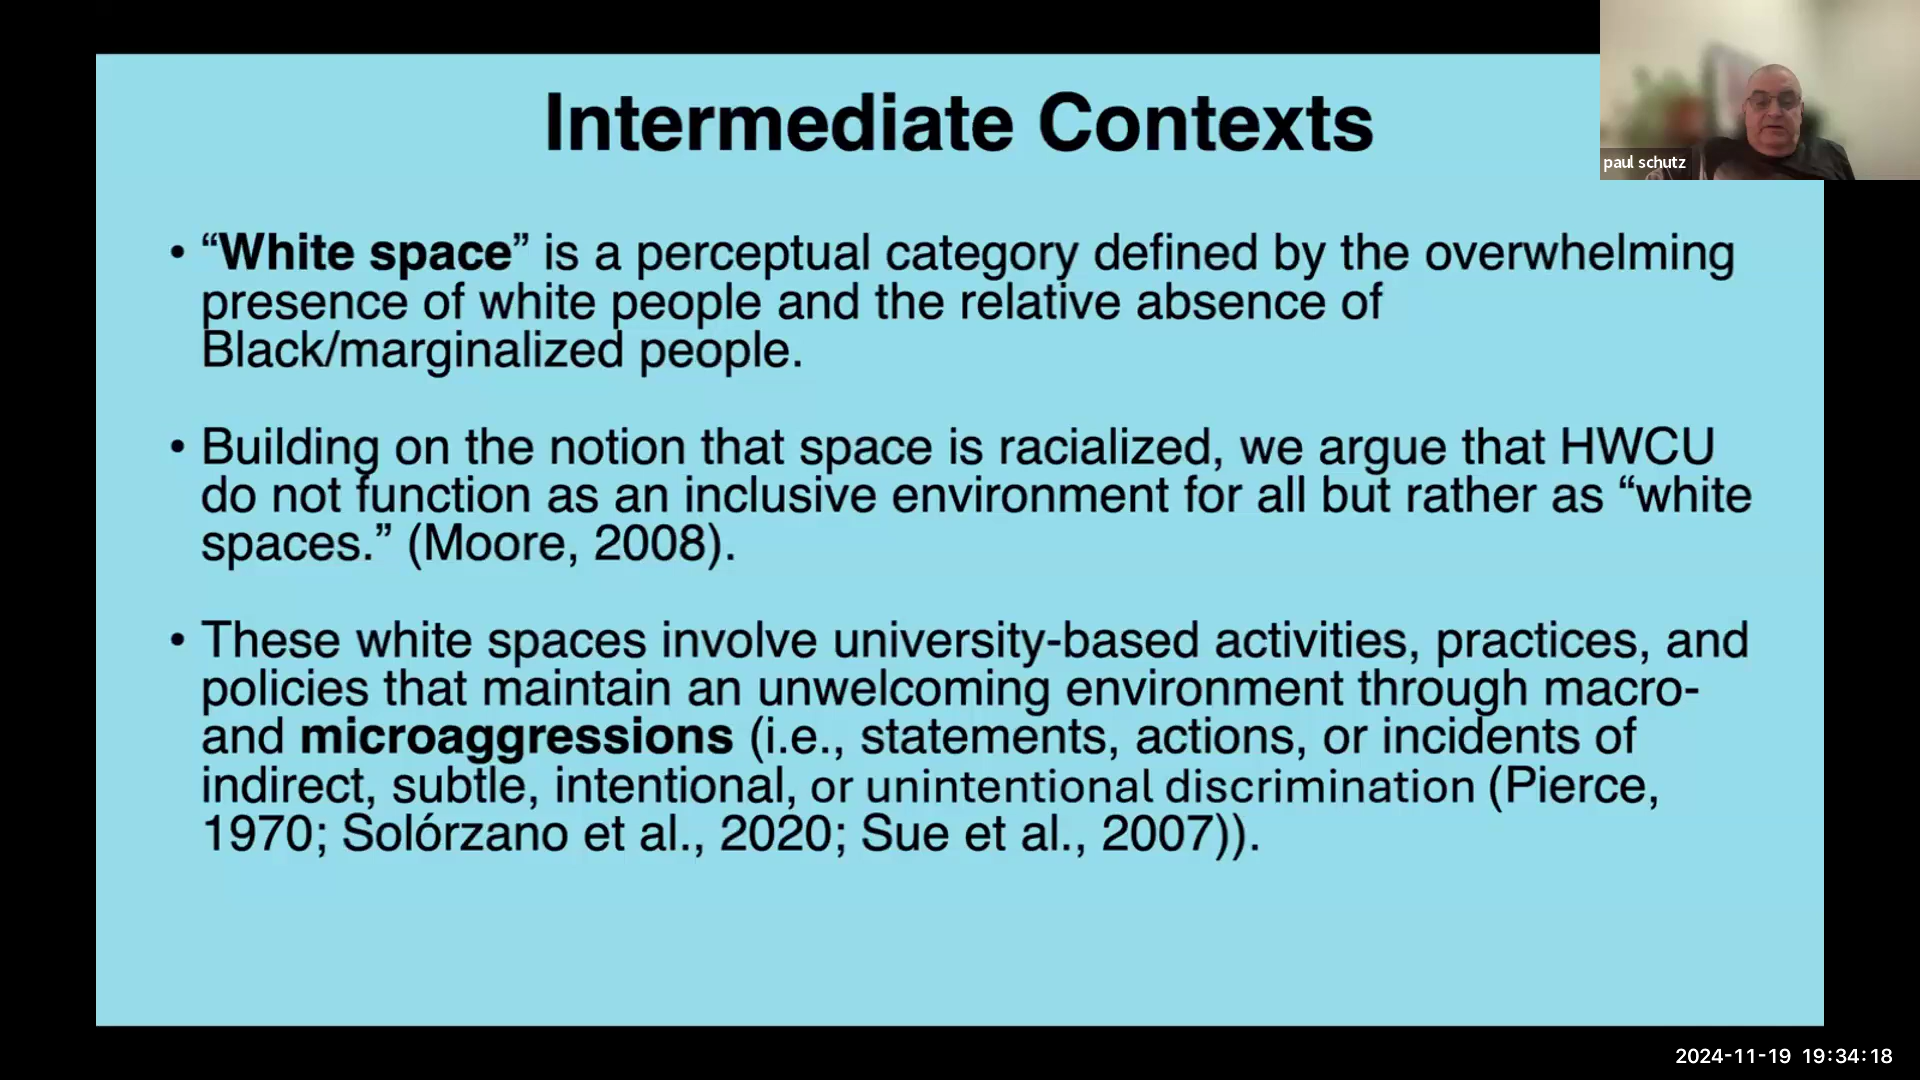 Intermediate Contexts
paul schutz
• “White space” is a perceptual category defined by the overwhelming
presence of white people and the relative absence of
Black/marginalized people.
• Building on the notion that space is racialized, we argue that HWCU
do not function as an inclusive environment for all but rather as “white
spaces.” (Moore, 2008).
• These white spaces involve university-based activities, practices, and
policies that maintain an unwelcoming environment through macro-
and microaggressions (i.e., statements, actions, or incidents of
indirect, subtle, intentional, or unintentional discrimination (Pierce,
1970; Solórzano et al., 2020; Sue et al., 2007)).
2024-11-19 19:34:18